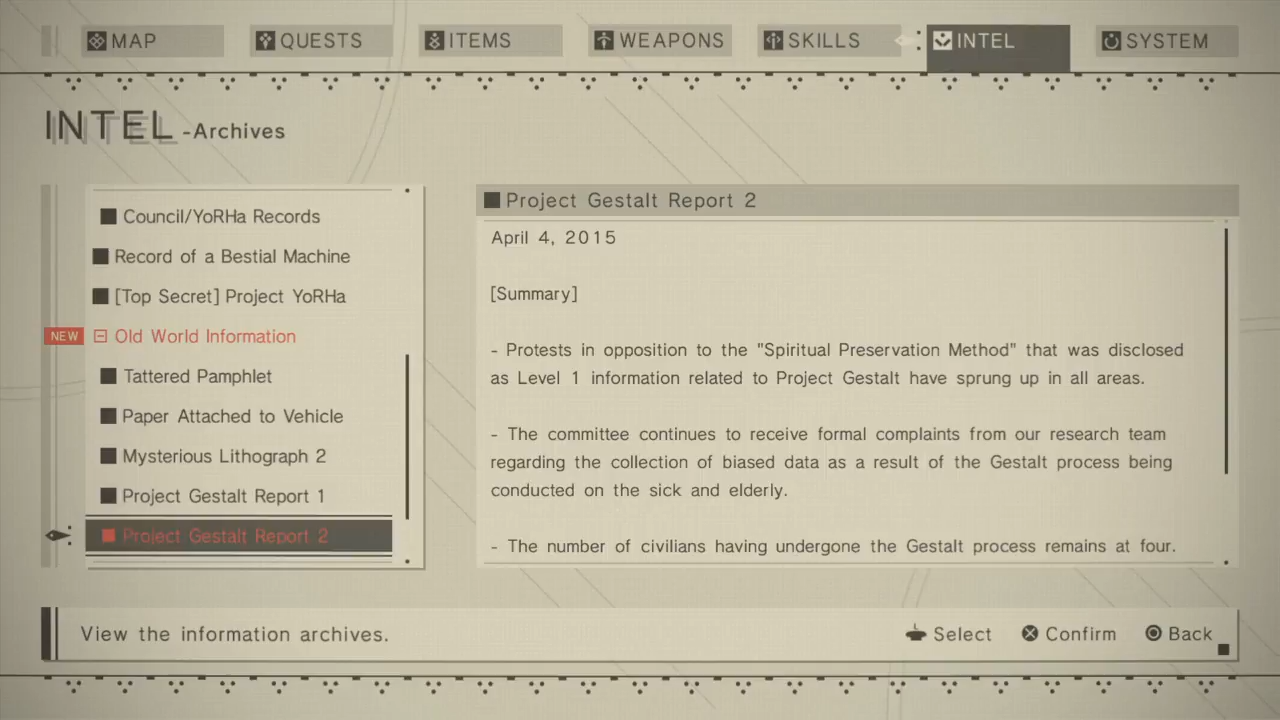 MAP
QUESTS
ITEMS
WEAPONS
SKILLS
INTEL
SYSTEM
INTEL -Archives
Council/YoRHa Records
Record of a Bestial Machine
[Top Secret] Project YoRHa
NEW Old World Information
Tattered Pamphlet
Paper Attached to Vehicle
Mysterious Lithograph 2
Project Gestalt Report 1
Project Gestalt Report 2
Project Gestalt Report 2
April 4, 2015
[Summary]
- Protests in opposition to the "Spiritual Preservation Method" that was disclosed
as Level 1 information related to Project Gestalt have sprung up in all areas.
- The committee continues to receive formal complaints from our research team
regarding the collection of biased data as a result of the Gestalt process being
conducted on the sick and elderly.
- The number of civilians having undergone the Gestalt process remains at four.
View the information archives.
Select
Confirm
Back